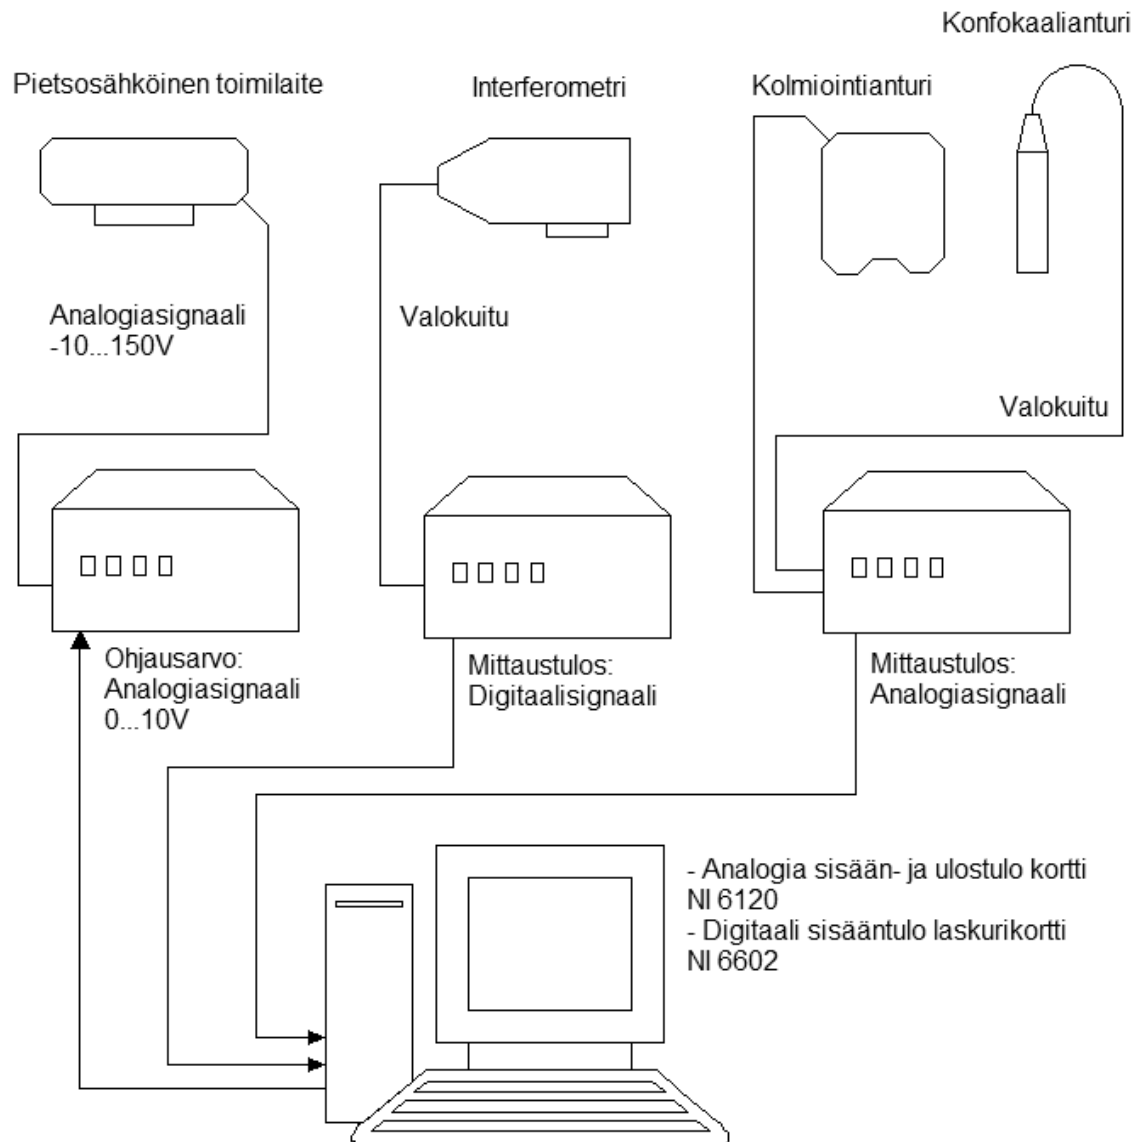 Konfokaalianturi
Pietsosähköinen toimilaite
Interferometri
Kolmiointianturi
Analogiasignaali
-10...150V
Valokuitu
Valokuitu
Ohjausarvo:
Analogiasignaali
0...10V
Mittaustulos:
Digitaalisignaali
Mittaustulos:
Analogiasignaali
- Analogia sisään- ja ulostulo kortti
NI 6120
- Digitaali sisääntulo laskurikortti
NI 6602